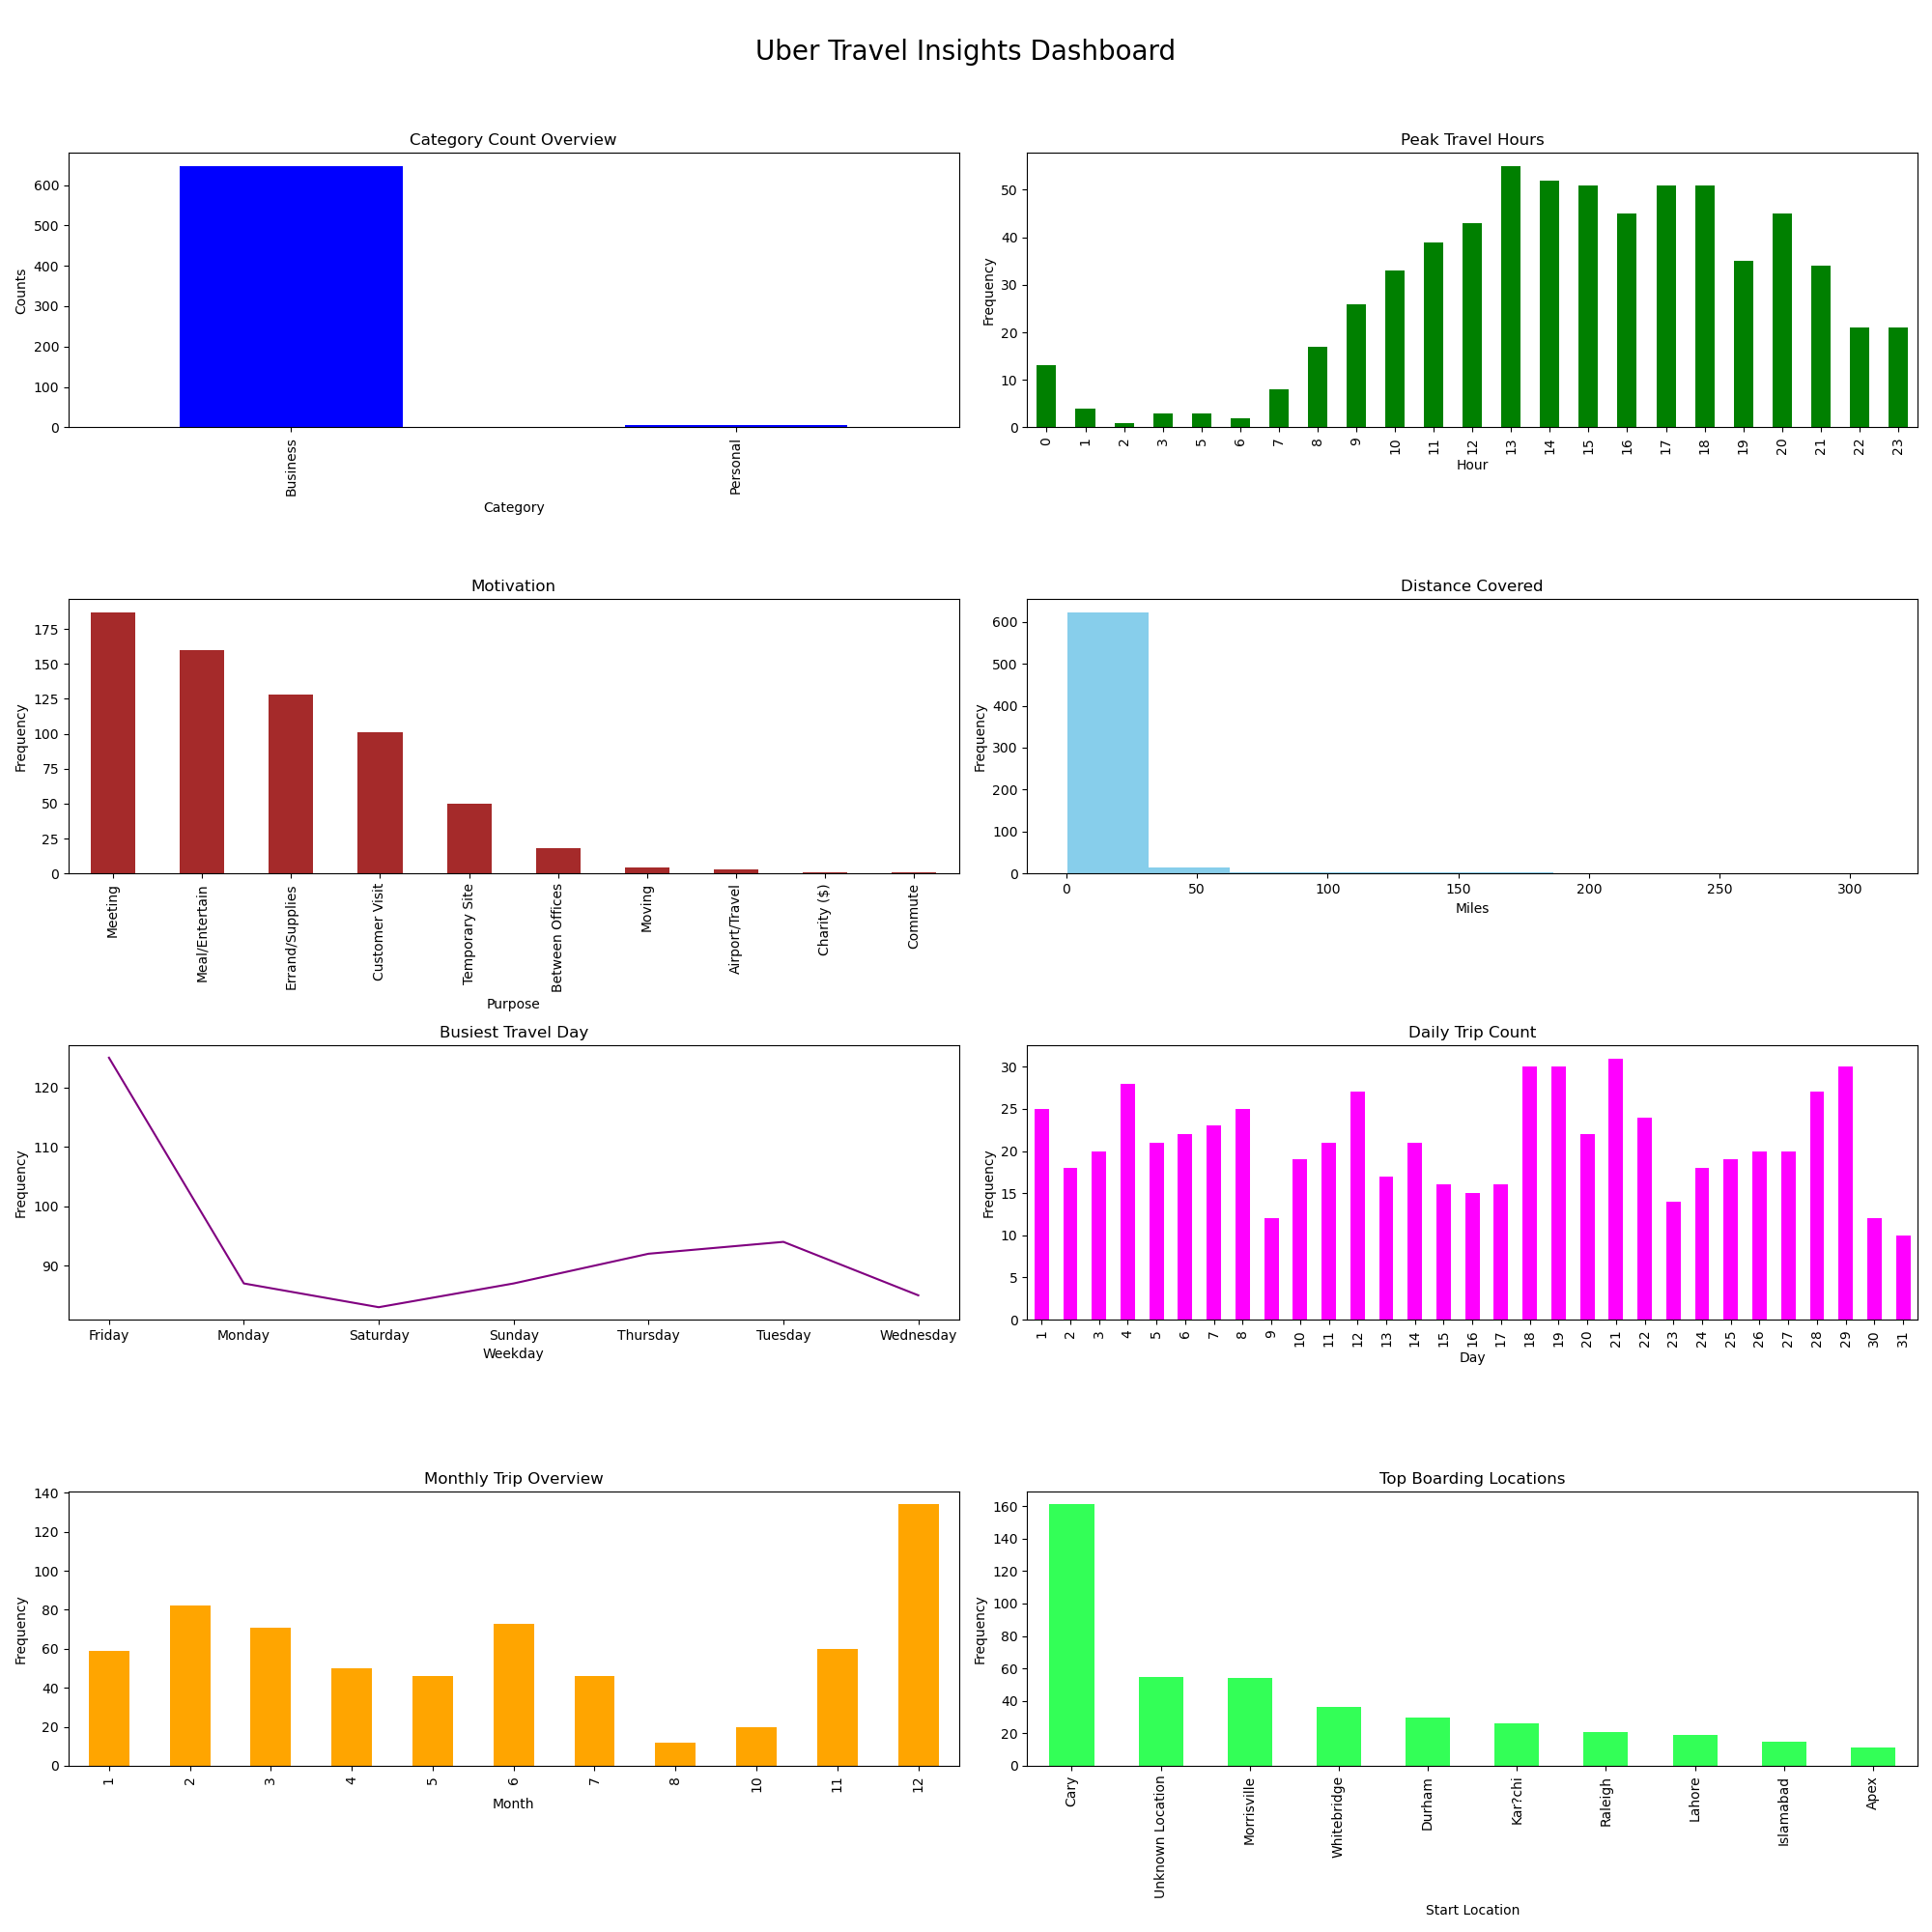 Uber Travel Insights Dashboard
Category Count Overview
Counts
600
500
400
300
200
100
0
Business
Personal
Category
Peak Travel Hours
Frequency
50
40
30
20
10
0
0 1 2 3 5 6 7 8 9 10 11 12 13 14 15 16 17 18 19 20 21 22 23
Hour
Motivation
Frequency
175
150
125
100
75
50
25
0
Meeting
Meal/Entertain
Errand/Supplies
Customer Visit
Temporary Site
Between Offices
Moving
Airport/Travel
Charity ($)
Commute
Purpose
Distance Covered
Frequency
600
500
400
300
200
100
0
0 50 100 150 200 250 300
Miles
Busiest Travel Day
Frequency
120
110
100
90
Friday Monday Saturday Sunday Thursday Tuesday Wednesday
Weekday
Daily Trip Count
Frequency
30
25
20
15
10
5
0
1 2 3 4 5 6 7 8 9 10 11 12 13 14 15 16 17 18 19 20 21 22 23 24 25 26 27 28 29 30 31
Day
Monthly Trip Overview
Frequency
140
120
100
80
60
40
20
0
1 2 3 4 5 6 7 8 10 11 12
Month
Top Boarding Locations
Frequency
160
140
120
100
80
60
40
20
0
Cary
Unknown Location
Morrisville
Whitebridge
Durham
Kar?chi
Raleigh
Lahore
Islamabad
Apex
Start Location